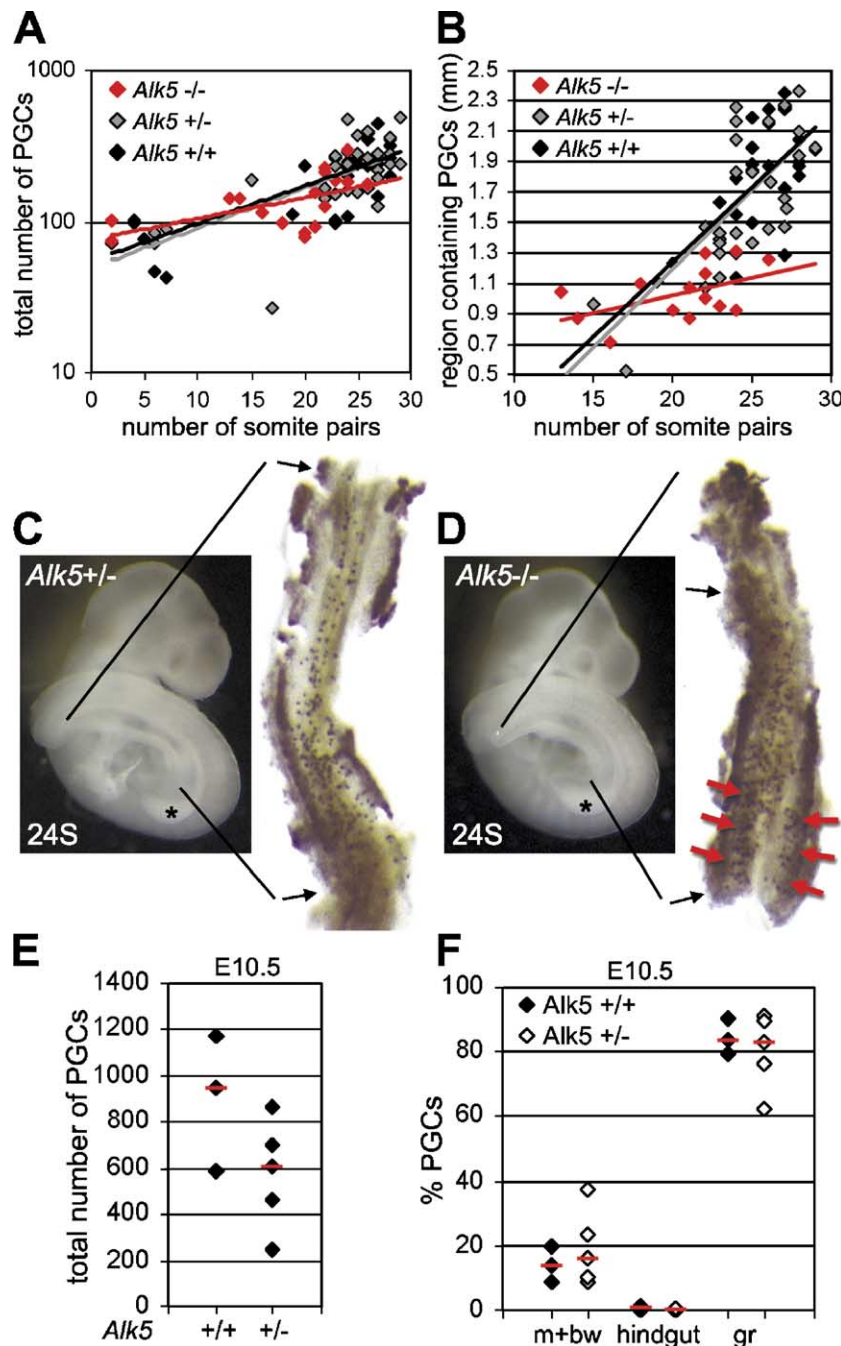 A
total number of PGCs
1000
100
10
Alk5 -/-
Alk5 +/-
Alk5 +/+
0 5 10 15 20 25 30
number of somite pairs
B
region containing PGCs (mm)
2.5
2.3
2.1
1.9
1.7
1.5
1.3
1.1
0.9
0.7
0.5
Alk5 -/-
Alk5 +/-
Alk5 +/+
10 15 20 25 30
number of somite pairs
C
Alk5+/-
*
24S
D
Alk5-/-
*
24S
E
E10.5
total number of PGCs
1400
1200
1000
800
600
400
200
0
Alk5 +/+ +/-
F
E10.5
% PGCs
100
80
60
40
20
0
Alk5 +/+
Alk5 +/-
m+bw hindgut gr